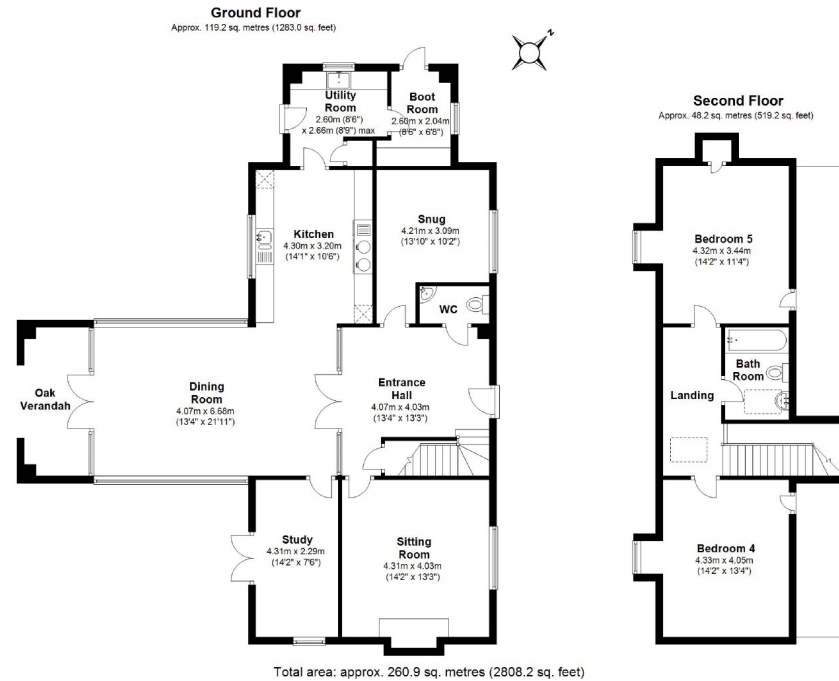 Ground Floor
Approx. 119.2 sq. metres (1283.0 sq. feet)
N
Utility
Room
2.60m (8'6")
x 2.66m (8'9") max
Boot
Room
2.60m x 2.04m
(8'6" x 6'8")
Kitchen
4.30m x 3.20m
(14'1" x 10'6")
Snug
4.21m x 3.09m
(13'10" x 10'2")
WC
Oak
Verandah
Dining
Room
4.07m x 6.68m
(13'4" x 21'11")
Entrance
Hall
4.07m x 4.03m
(13'4" x 13'3")
Study
4.31m x 2.29m
(14'2" x 7'6")
Sitting
Room
4.31m x 4.03m
(14'2" x 13'3")
Second Floor
Approx. 48.2 sq. metres (519.2 sq. feet)
Bedroom 5
4.32m x 3.44m
(14'2" x 11'4")
Bath
Room
Landing
Bedroom 4
4.33m x 4.05m
(14'2" x 13'4")
Total area: approx. 260.9 sq. metres (2808.2 sq. feet)